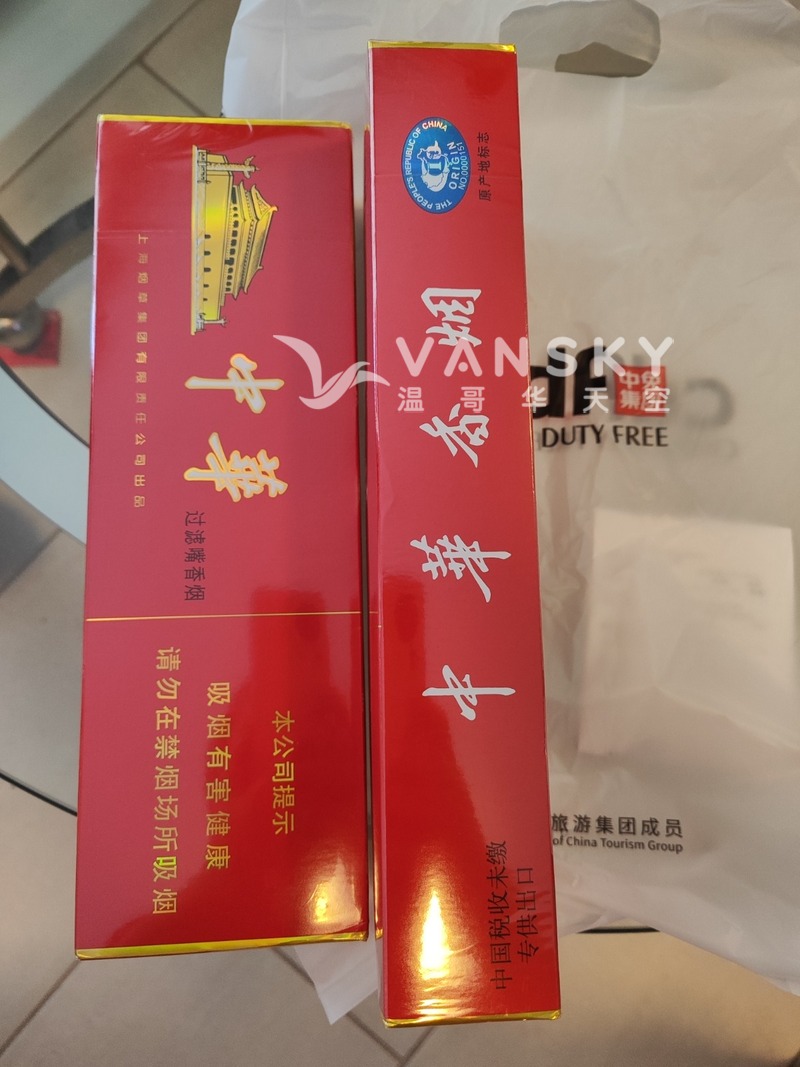 上海烟草集团有限责任公司出品
中華
过滤嘴香烟
本公司提示
吸烟有害健康
请勿在禁烟场所吸烟
THE PEOPLE'S REPUBLIC OF CHINA
ORIGIN
NO.0000151
原产地标志
中華香烟
中国税收未缴
专供出口
VANSKY
温哥华天空
DUTY FREE
旅游集团成员
of China Tourism Group